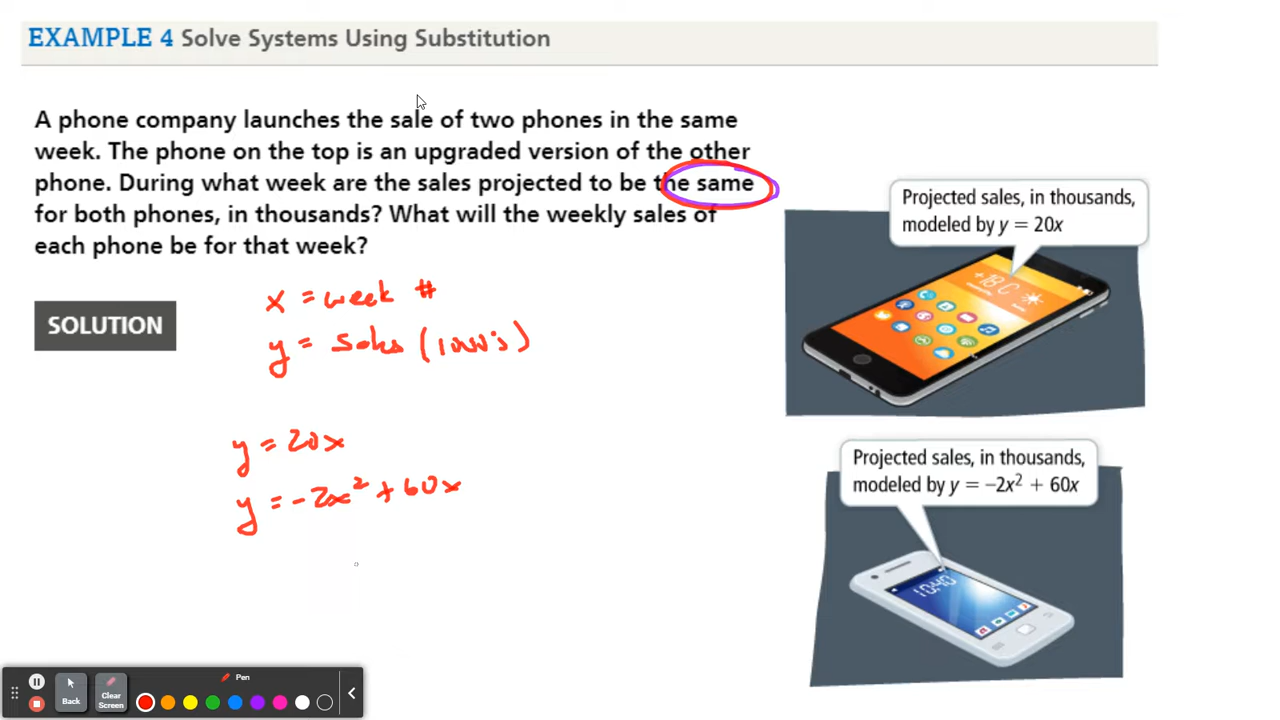 EXAMPLE 4 Solve Systems Using Substitution
A phone company launches the sale of two phones in the same
week. The phone on the top is an upgraded version of the other
phone. During what week are the sales projected to be the same
for both phones, in thousands? What will the weekly sales of
each phone be for that week?
Projected sales, in thousands,
modeled by y = 20x
+18°C
SOLUTION
x = week #
y = sales (1000's)
y = 20x
y = -2x² + 60x
Projected sales, in thousands,
modeled by y = −2x² + 60x
10:40
Pen
Back
Clear
Screen